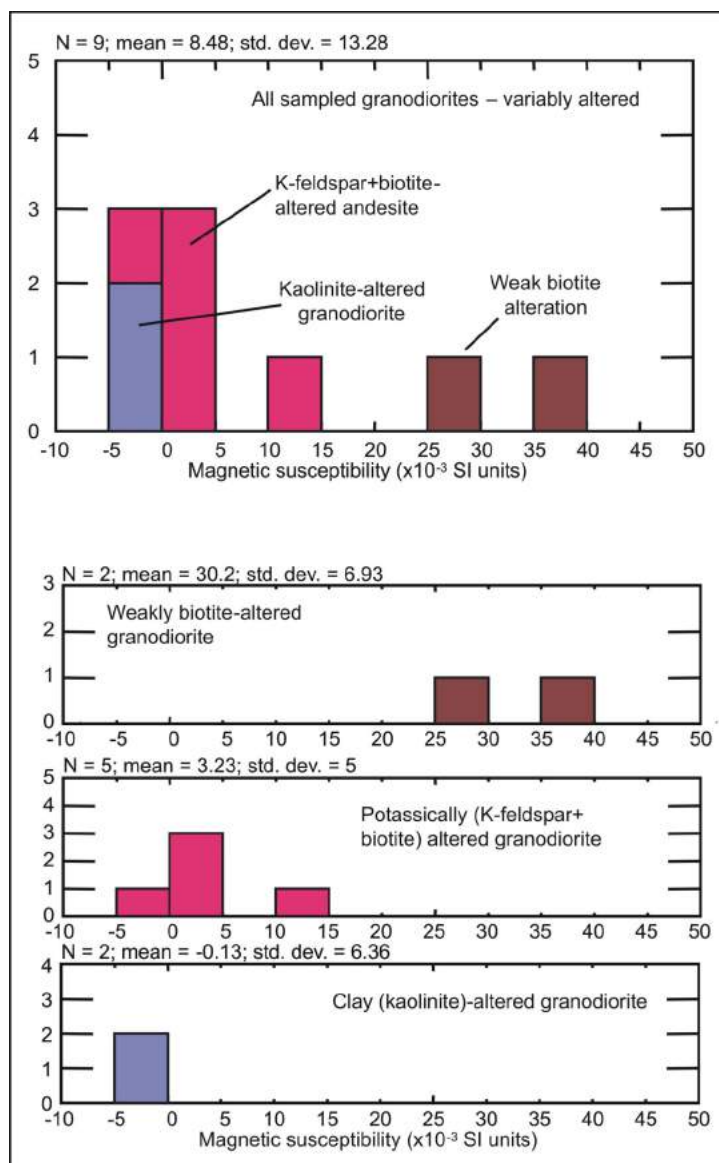 N = 9; mean = 8.48; std. dev. = 13.28
5
All sampled granodiorites – variably altered
4
K-feldspar+biotite-
altered andesite
3
Weak biotite
alteration
Kaolinite-altered
granodiorite
2
1
0
-10 -5 0 5 10 15 20 25 30 35 40 50
Magnetic susceptibility (x10-3 SI units)
N = 2; mean = 30.2; std. dev. = 6.93
3
Weakly biotite-altered
granodiorite
2
1
0
-10 -5 0 5 10 15 20 25 30 35 40 50
N = 5; mean = 3.23; std. dev. = 5
5
4
Potassically (K-feldspar+
biotite) altered granodiorite
3
2
1
0
-10 -5 0 5 10 15 20 25 30 35 40 50
N = 2; mean = -0.13; std. dev. = 6.36
4
3
Clay (kaolinite)-altered granodiorite
2
1
0
-10 -5 0 5 10 15 20 25 30 35 40 50
Magnetic susceptibility (x10-3 SI units)